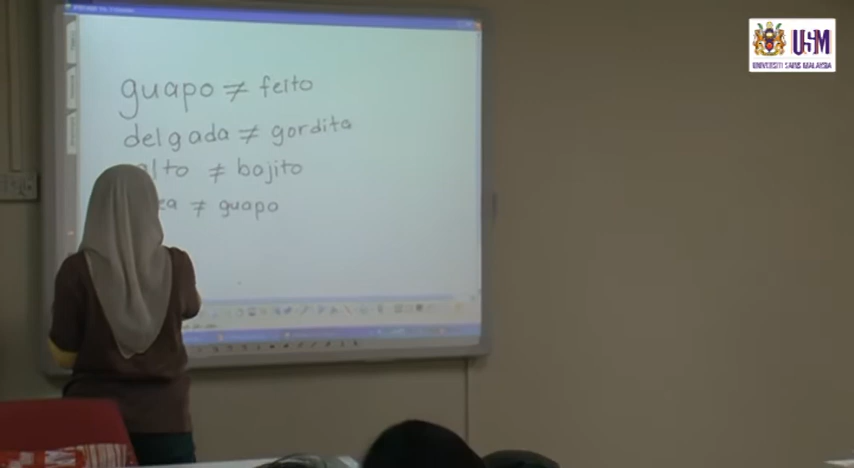 guapo ≠ feito
delgada ≠ gordita
alto ≠ bajito
≠ guapo
USM
UNIVERSITI SAINS MALAYSIA